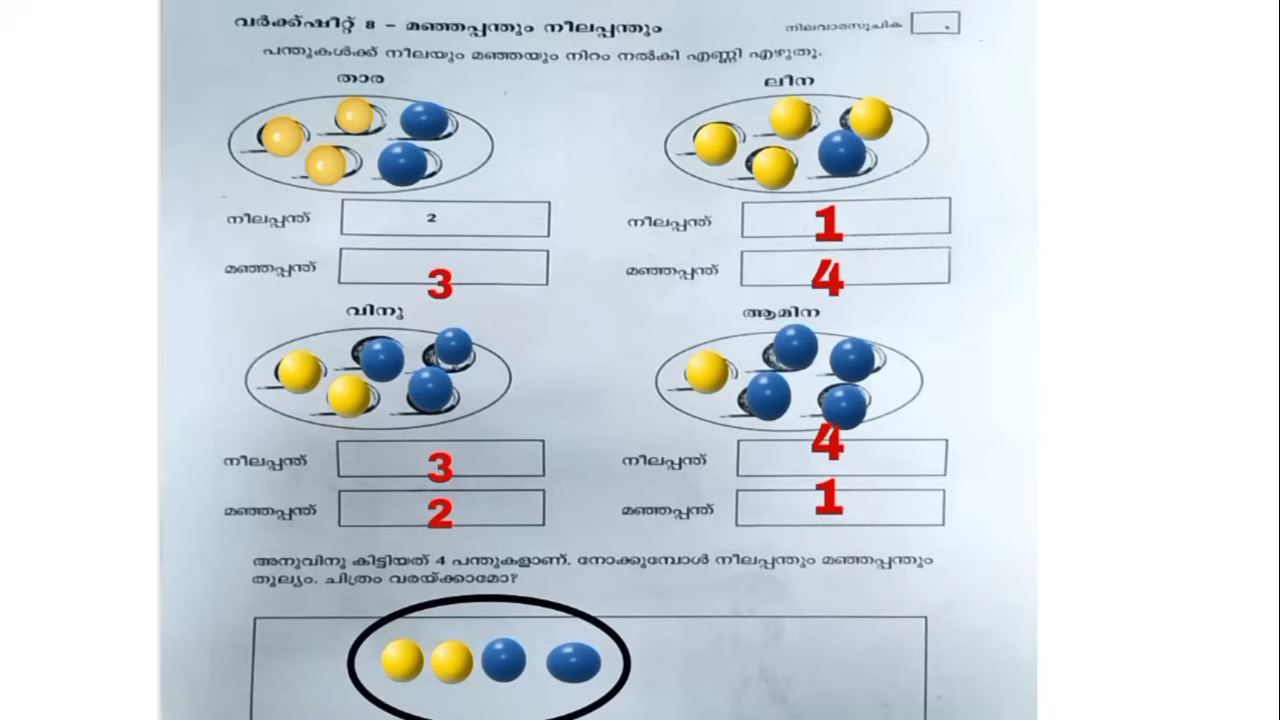 വർക്ക്ഷീറ്റ് 8 – മഞ്ഞപ്പന്തും നീലപ്പന്തും
നിലവാരസൂചിക
പന്തുകൾക്ക് നീലയും മഞ്ഞയും നിറം നൽകി എണ്ണി എഴുതൂ.
താര
ലീന
നീലപ്പന്ത് 2
നീലപ്പന്ത് 1
മഞ്ഞപ്പന്ത് 3
മഞ്ഞപ്പന്ത് 4
വിനു
ആമിന
നീലപ്പന്ത് 3
നീലപ്പന്ത് 4
മഞ്ഞപ്പന്ത് 2
മഞ്ഞപ്പന്ത് 1
അനുവിനു കിട്ടിയത് 4 പന്തുകളാണ്. നോക്കുമ്പോൾ നീലപ്പന്തും മഞ്ഞപ്പന്തും
തുല്യം. ചിത്രം വരയ്ക്കാമോ?